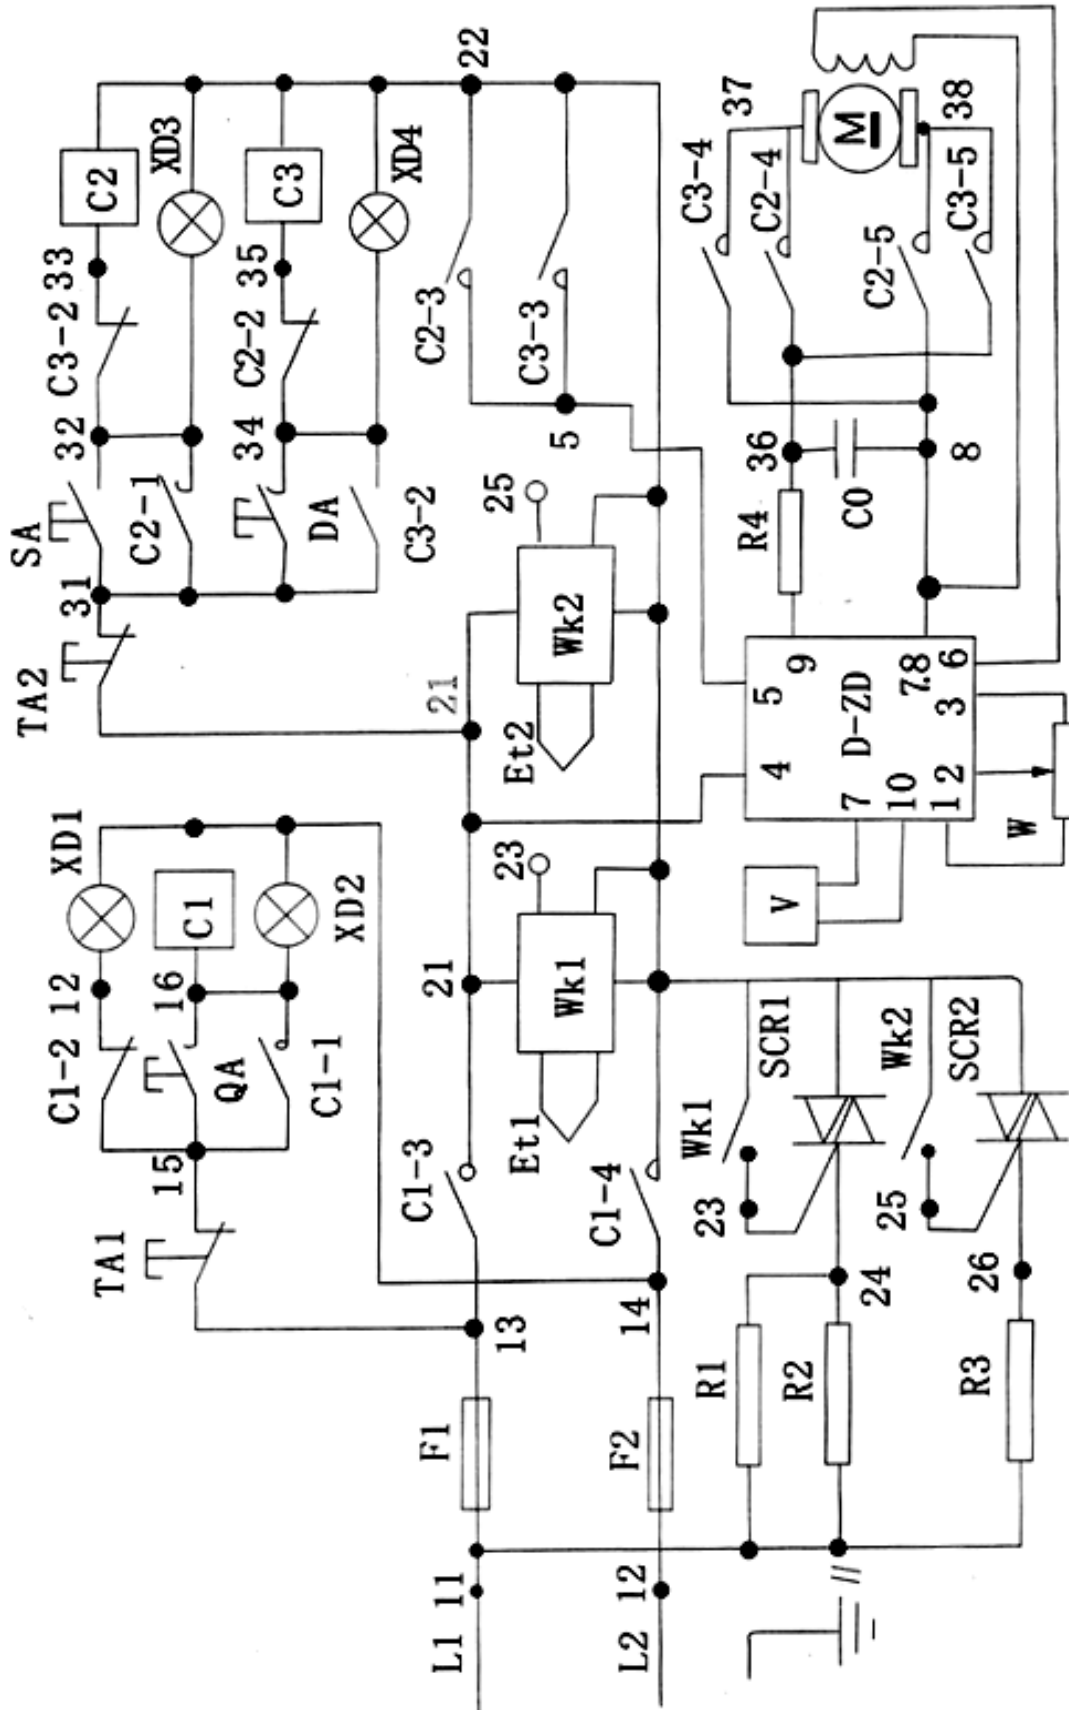 TA2
SA
C1-2
12
XD1
31
32
C3-2
33
TA1
C2
15
16
C1
C2-1
XD3
QA
34
C2-2
35
C3
C1-1
XD2
DA
C3-2
XD4
C1-3
L1
11
F1
21
21
C2-3
22
13
Et1
23
Et2
25
C3-3
Wk1
Wk2
5
L2
12
F2
14
C1-4
R1
23
Wk1
C3-4
37
R2
SCR1
V
4
5
R4
36
C2-4
9
24
7
D-ZD
C0
C2-5
M
25
Wk2
10
7.8
R3
26
SCR2
1
2
3
6
8
C3-5
38
W